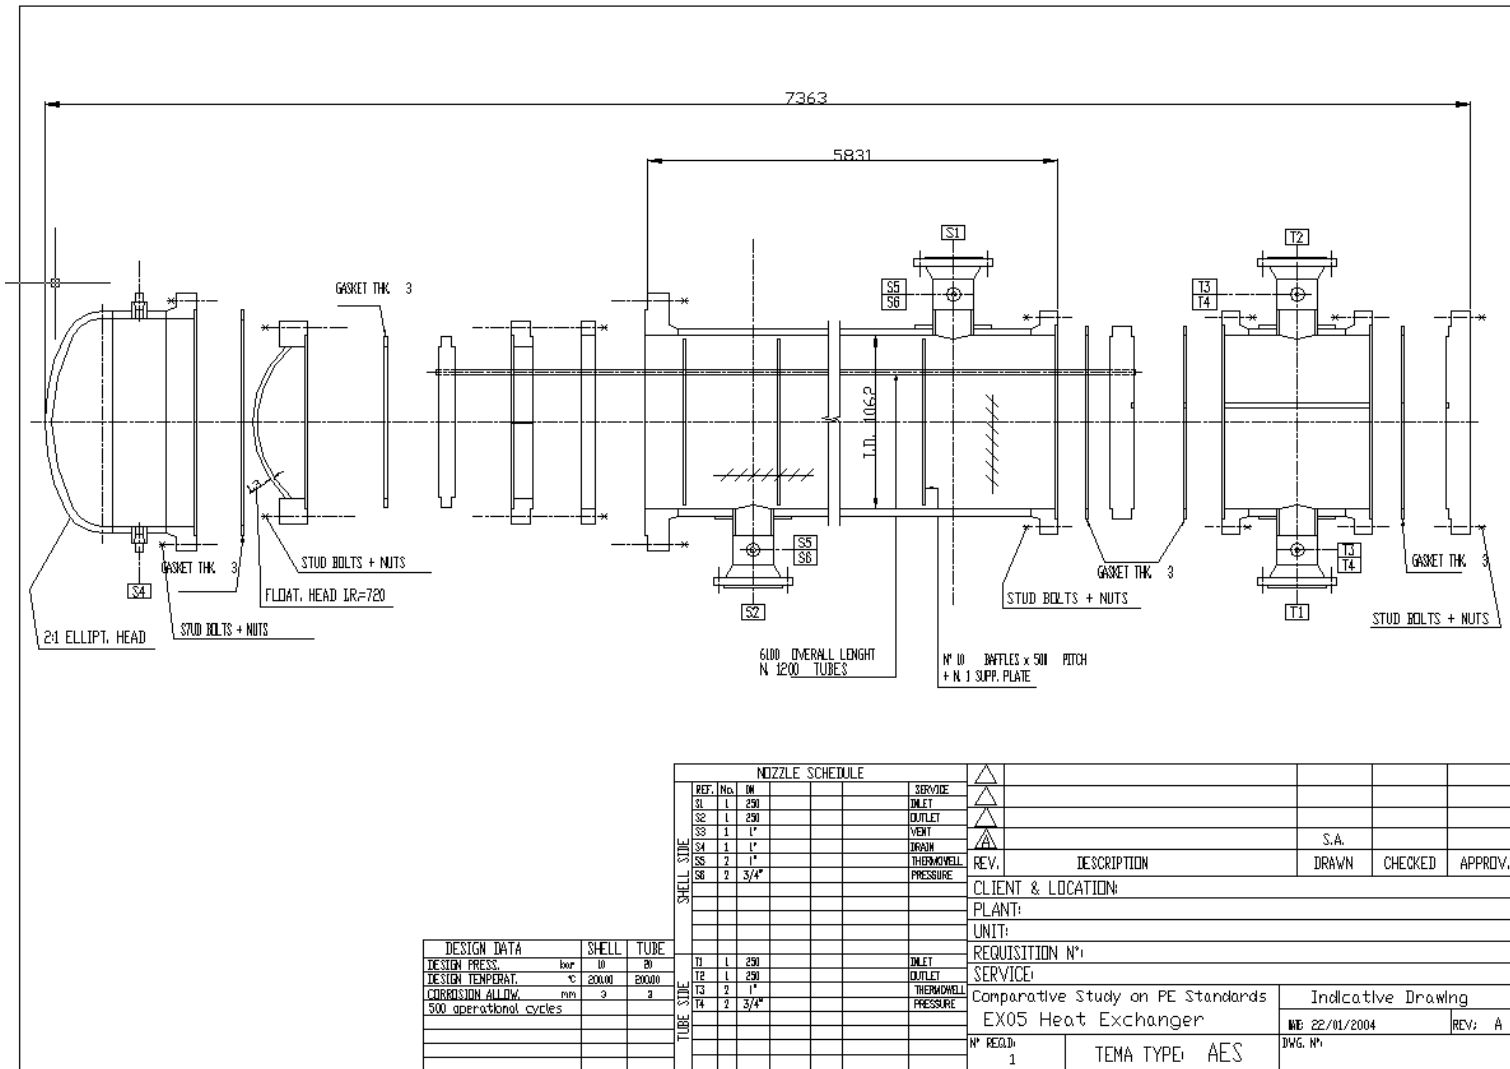 7363
5831
S1
T2
S5
S6
T3
T4
GASKET THK. 3
I.D. 1062
S5
S6
T3
T4
GASKET THK. 3
STUD BOLTS + NUTS
GASKET THK. 3
GASKET THK. 3
S4
FLOAT. HEAD I.R.=720
STUD BOLTS + NUTS
S2
T1
STUD BOLTS + NUTS
STUD BOLTS + NUTS
2:1 ELLIPT. HEAD
6100 OVERALL LENGHT
N. 1200 TUBES
N° 10 BAFFLES x 501 PITCH
+ N. 1 SUPP. PLATE
NOZZLE SCHEDULE
REF. No. DN SERVICE
SHELL SIDE
S1 1 250 INLET
S2 1 250 OUTLET
S3 1 1" VENT
S4 1 1" DRAIN
S5 2 1" THERMOWELL
S6 2 3/4" PRESSURE
TUBE SIDE
T1 1 250 INLET
T2 1 250 OUTLET
T3 2 1" THERMOWELL
T4 2 3/4" PRESSURE
DESIGN DATA SHELL TUBE
DESIGN PRESS. bar 10 20
DESIGN TEMPERAT. °C 200,00 200,00
CORROSION ALLOW. mm 3 3
500 operational cycles
A S.A.
REV. DESCRIPTION DRAWN CHECKED APPROV.
CLIENT & LOCATION:
PLANT:
UNIT:
REQUISITION N°:
SERVICE:
Comparative Study on PE Standards
EX05 Heat Exchanger
Indicative Drawing
22/01/2004 REV: A
N° REQ.D:
1
TEMA TYPE: AES
DWG. N°: